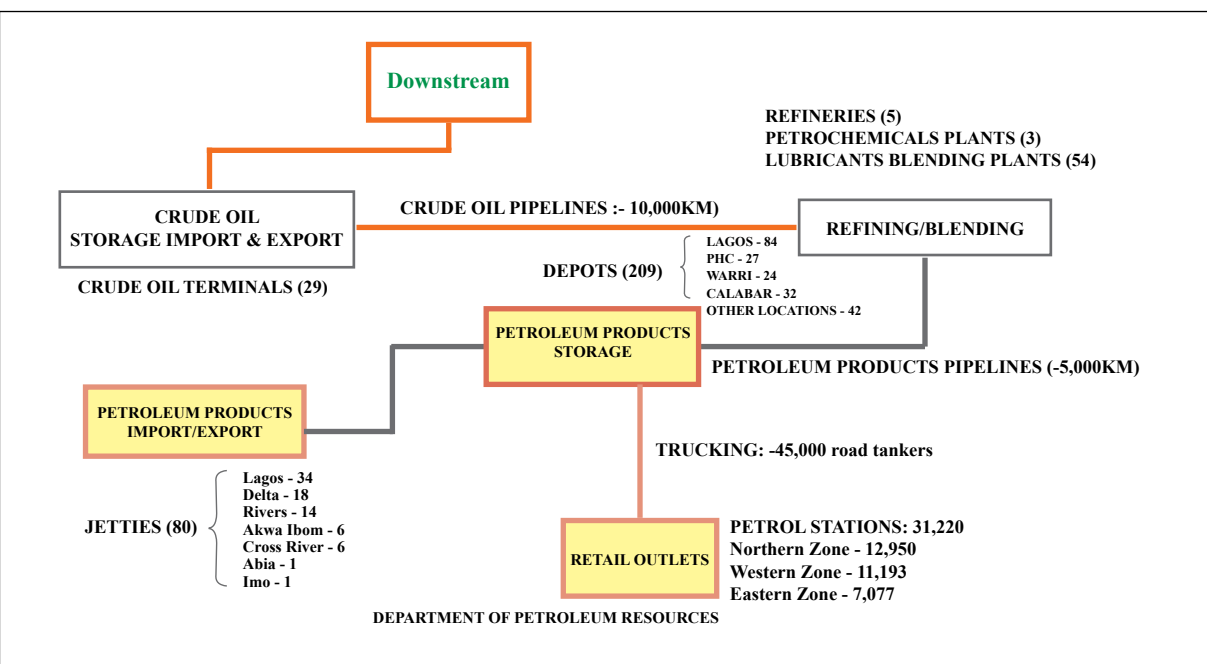 Downstream
REFINERIES (5)
PETROCHEMICALS PLANTS (3)
LUBRICANTS BLENDING PLANTS (54)
CRUDE OIL
STORAGE IMPORT & EXPORT
CRUDE OIL PIPELINES :- 10,000KM)
REFINING/BLENDING
CRUDE OIL TERMINALS (29)
DEPOTS (209)
LAGOS - 84
PHC - 27
WARRI - 24
CALABAR - 32
OTHER LOCATIONS - 42
PETROLEUM PRODUCTS
STORAGE
PETROLEUM PRODUCTS PIPELINES (-5,000KM)
PETROLEUM PRODUCTS
IMPORT/EXPORT
TRUCKING: -45,000 road tankers
JETTIES (80)
Lagos - 34
Delta - 18
Rivers - 14
Akwa Ibom - 6
Cross River - 6
Abia - 1
Imo - 1
RETAIL OUTLETS
PETROL STATIONS: 31,220
Northern Zone - 12,950
Western Zone - 11,193
Eastern Zone - 7,077
DEPARTMENT OF PETROLEUM RESOURCES